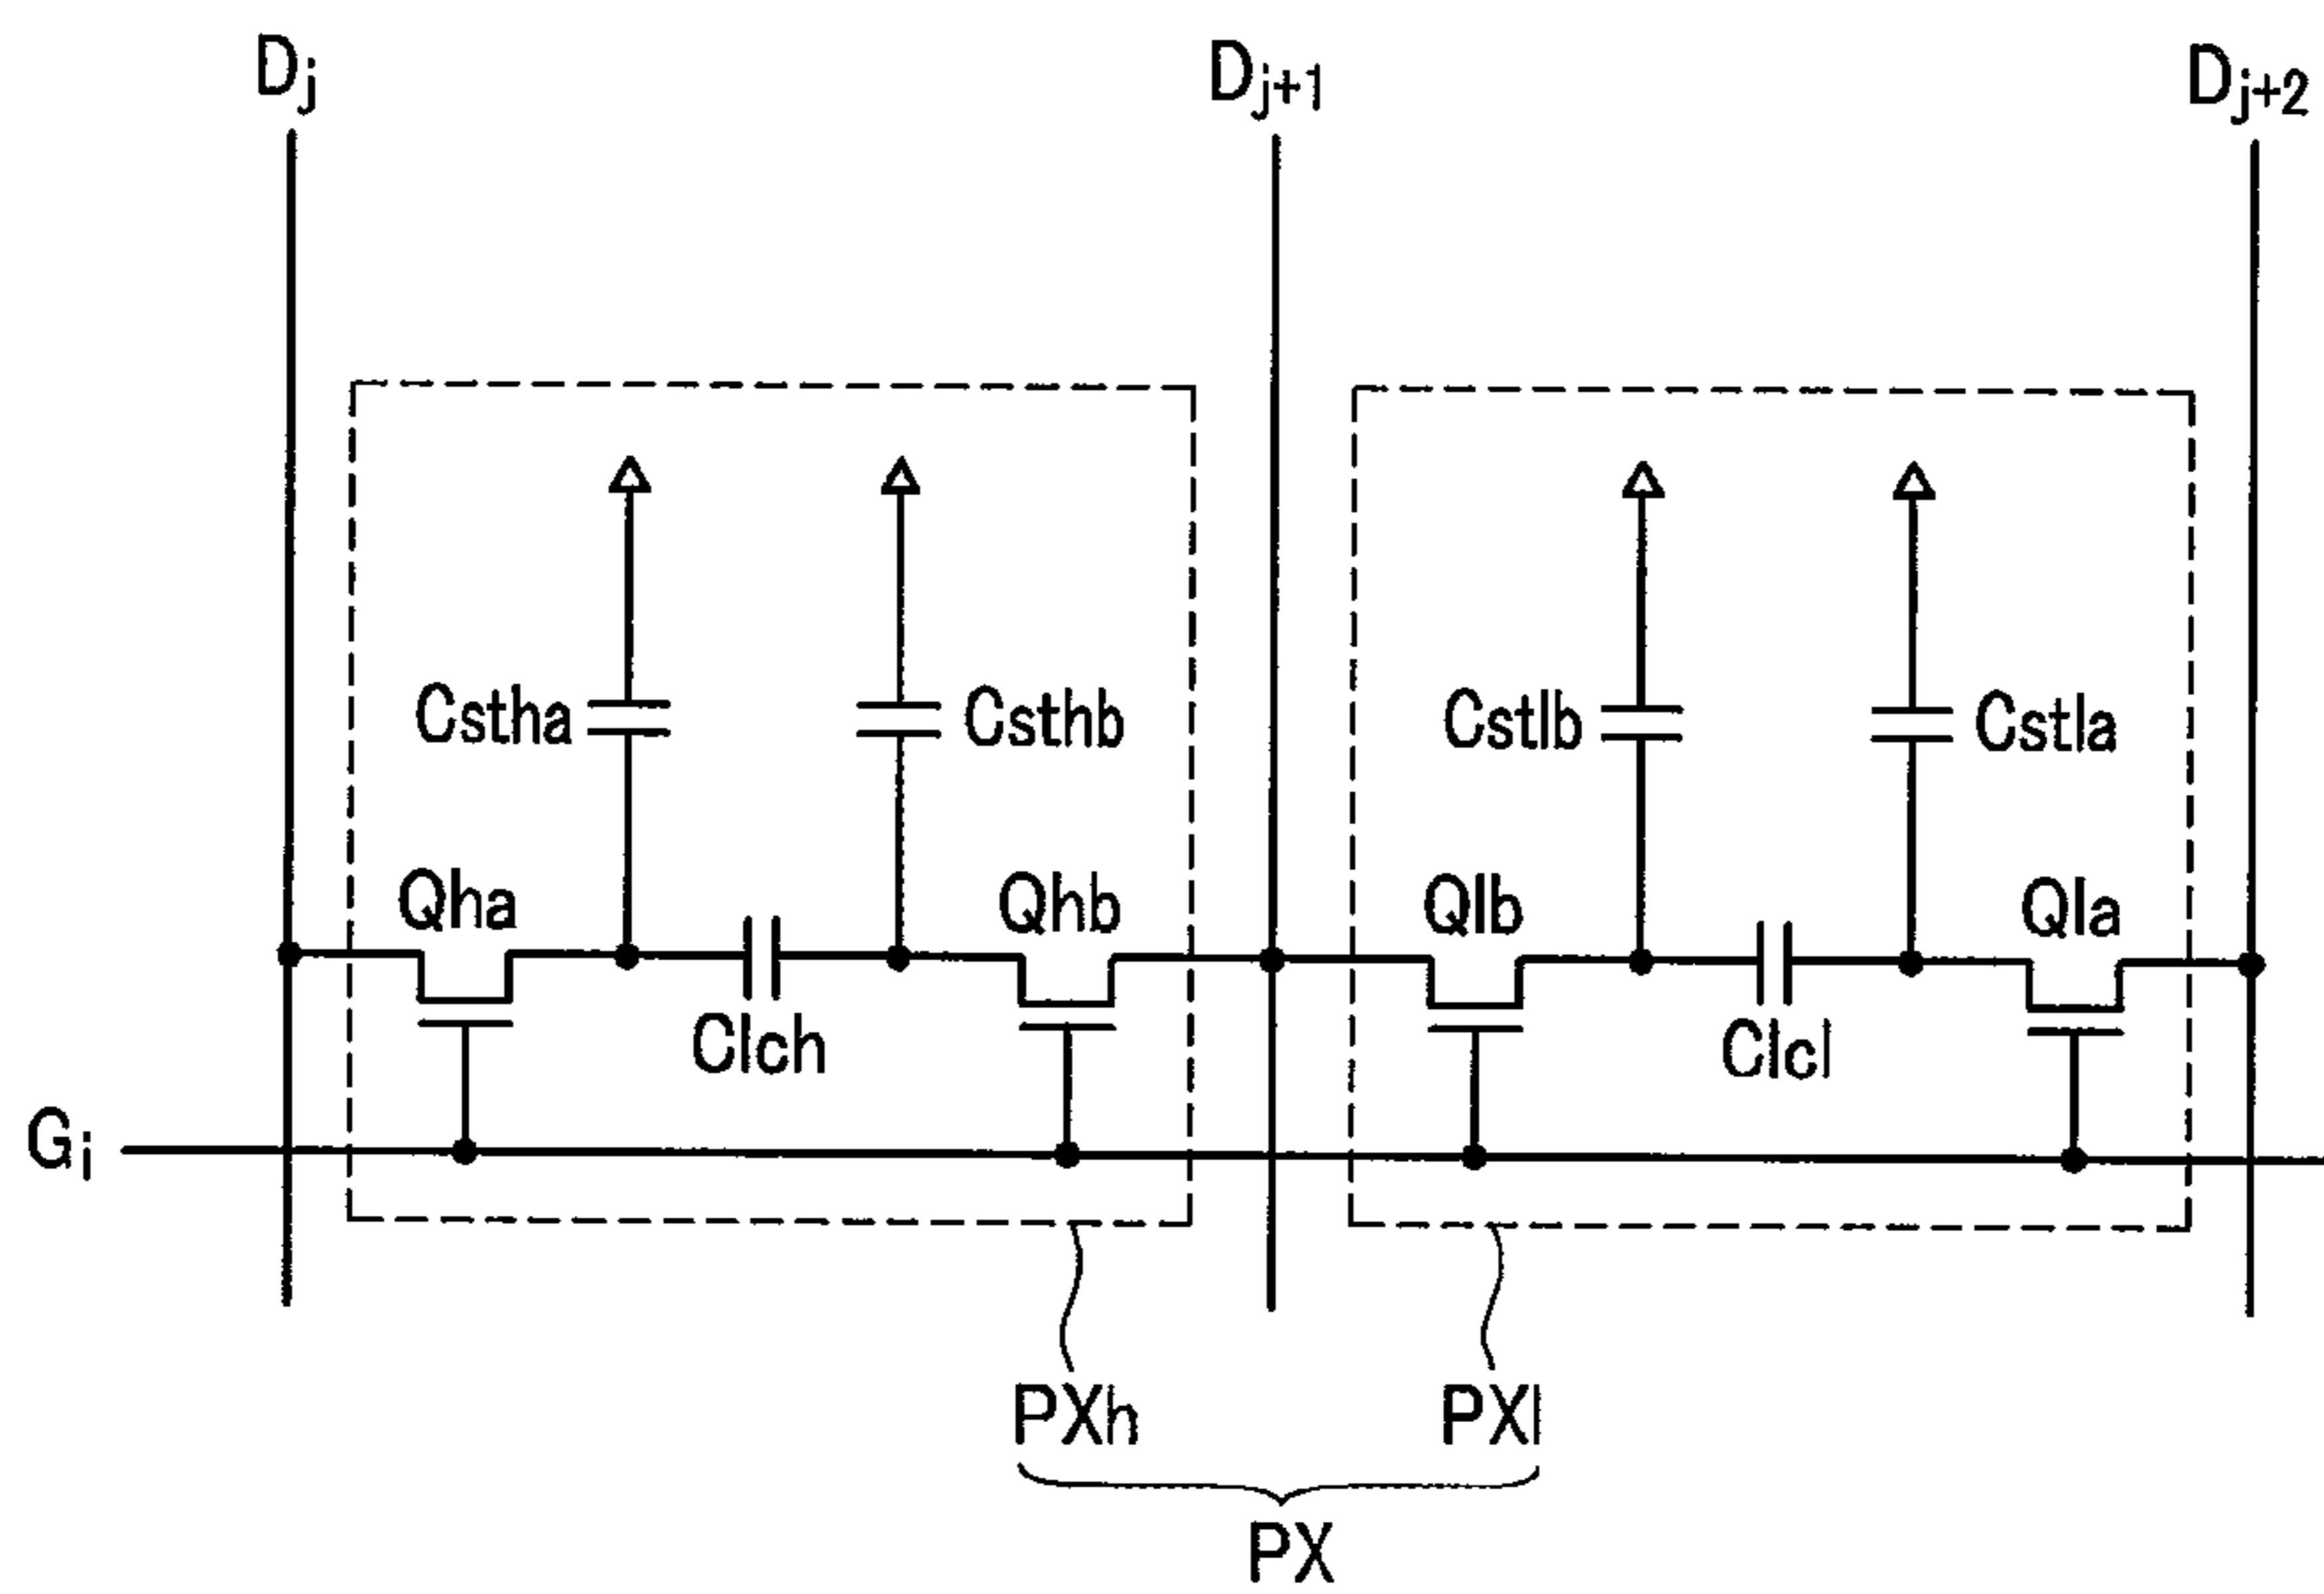 Dj Dj+1 Dj+2
Cstha Csthb Cstlb Cstla
Qha Qhb Qlb Qla
Clch Clcl
Gi
PXh PXl
PX